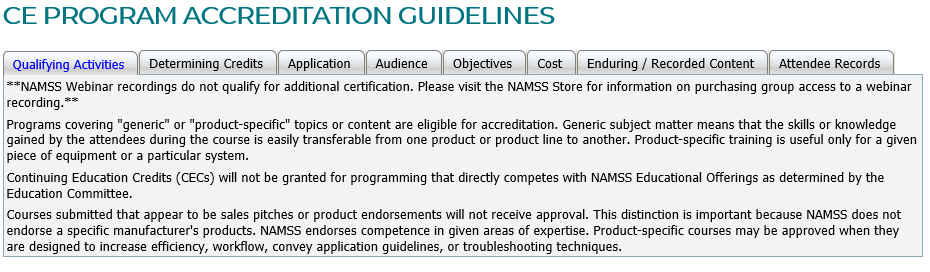 CE PROGRAM ACCREDITATION GUIDELINES
Qualifying Activities Determining Credits Application Audience Objectives Cost Enduring / Recorded Content Attendee Records
**NAMSS Webinar recordings do not qualify for additional certification. Please visit the NAMSS Store for information on purchasing group access to a webinar
recording.**
Programs covering "generic" or "product-specific" topics or content are eligible for accreditation. Generic subject matter means that the skills or knowledge
gained by the attendees during the course is easily transferable from one product or product line to another. Product-specific training is useful only for a given
piece of equipment or a particular system.
Continuing Education Credits (CECs) will not be granted for programming that directly competes with NAMSS Educational Offerings as determined by the
Education Committee.
Courses submitted that appear to be sales pitches or product endorsements will not receive approval. This distinction is important because NAMSS does not
endorse a specific manufacturer's products. NAMSS endorses competence in given areas of expertise. Product-specific courses may be approved when they
are designed to increase efficiency, workflow, convey application guidelines, or troubleshooting techniques.